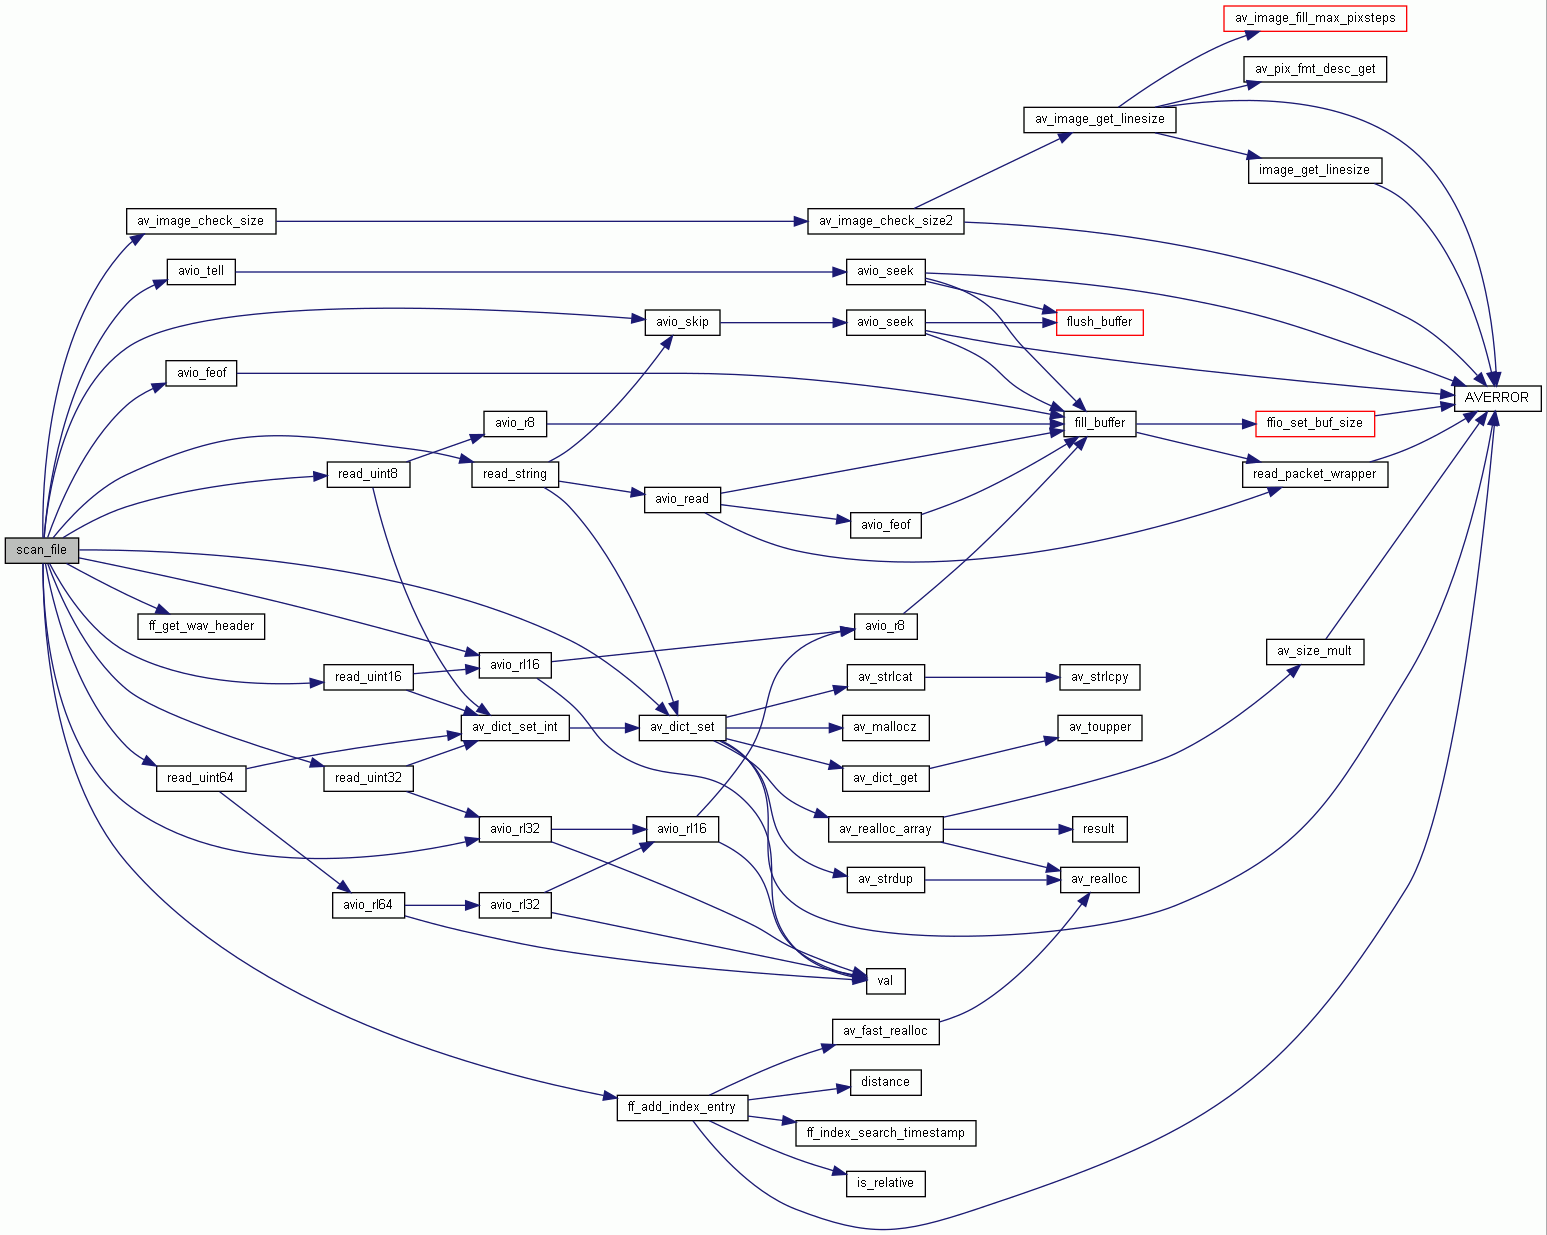 av_image_fill_max_pixsteps
av_pix_fmt_desc_get
av_image_get_linesize
image_get_linesize
av_image_check_size
av_image_check_size2
avio_tell
avio_seek
avio_skip
avio_seek
flush_buffer
avio_feof
AVERROR
avio_r8
fill_buffer
ffio_set_buf_size
read_uint8
read_string
read_packet_wrapper
avio_read
avio_feof
scan_file
ff_get_wav_header
avio_r8
av_size_mult
avio_rl16
read_uint16
av_strlcat
av_strlcpy
av_dict_set_int
av_dict_set
av_mallocz
av_toupper
read_uint64
read_uint32
av_dict_get
avio_rl32
avio_rl16
av_realloc_array
result
av_strdup
av_realloc
avio_rl64
avio_rl32
val
av_fast_realloc
distance
ff_add_index_entry
ff_index_search_timestamp
is_relative